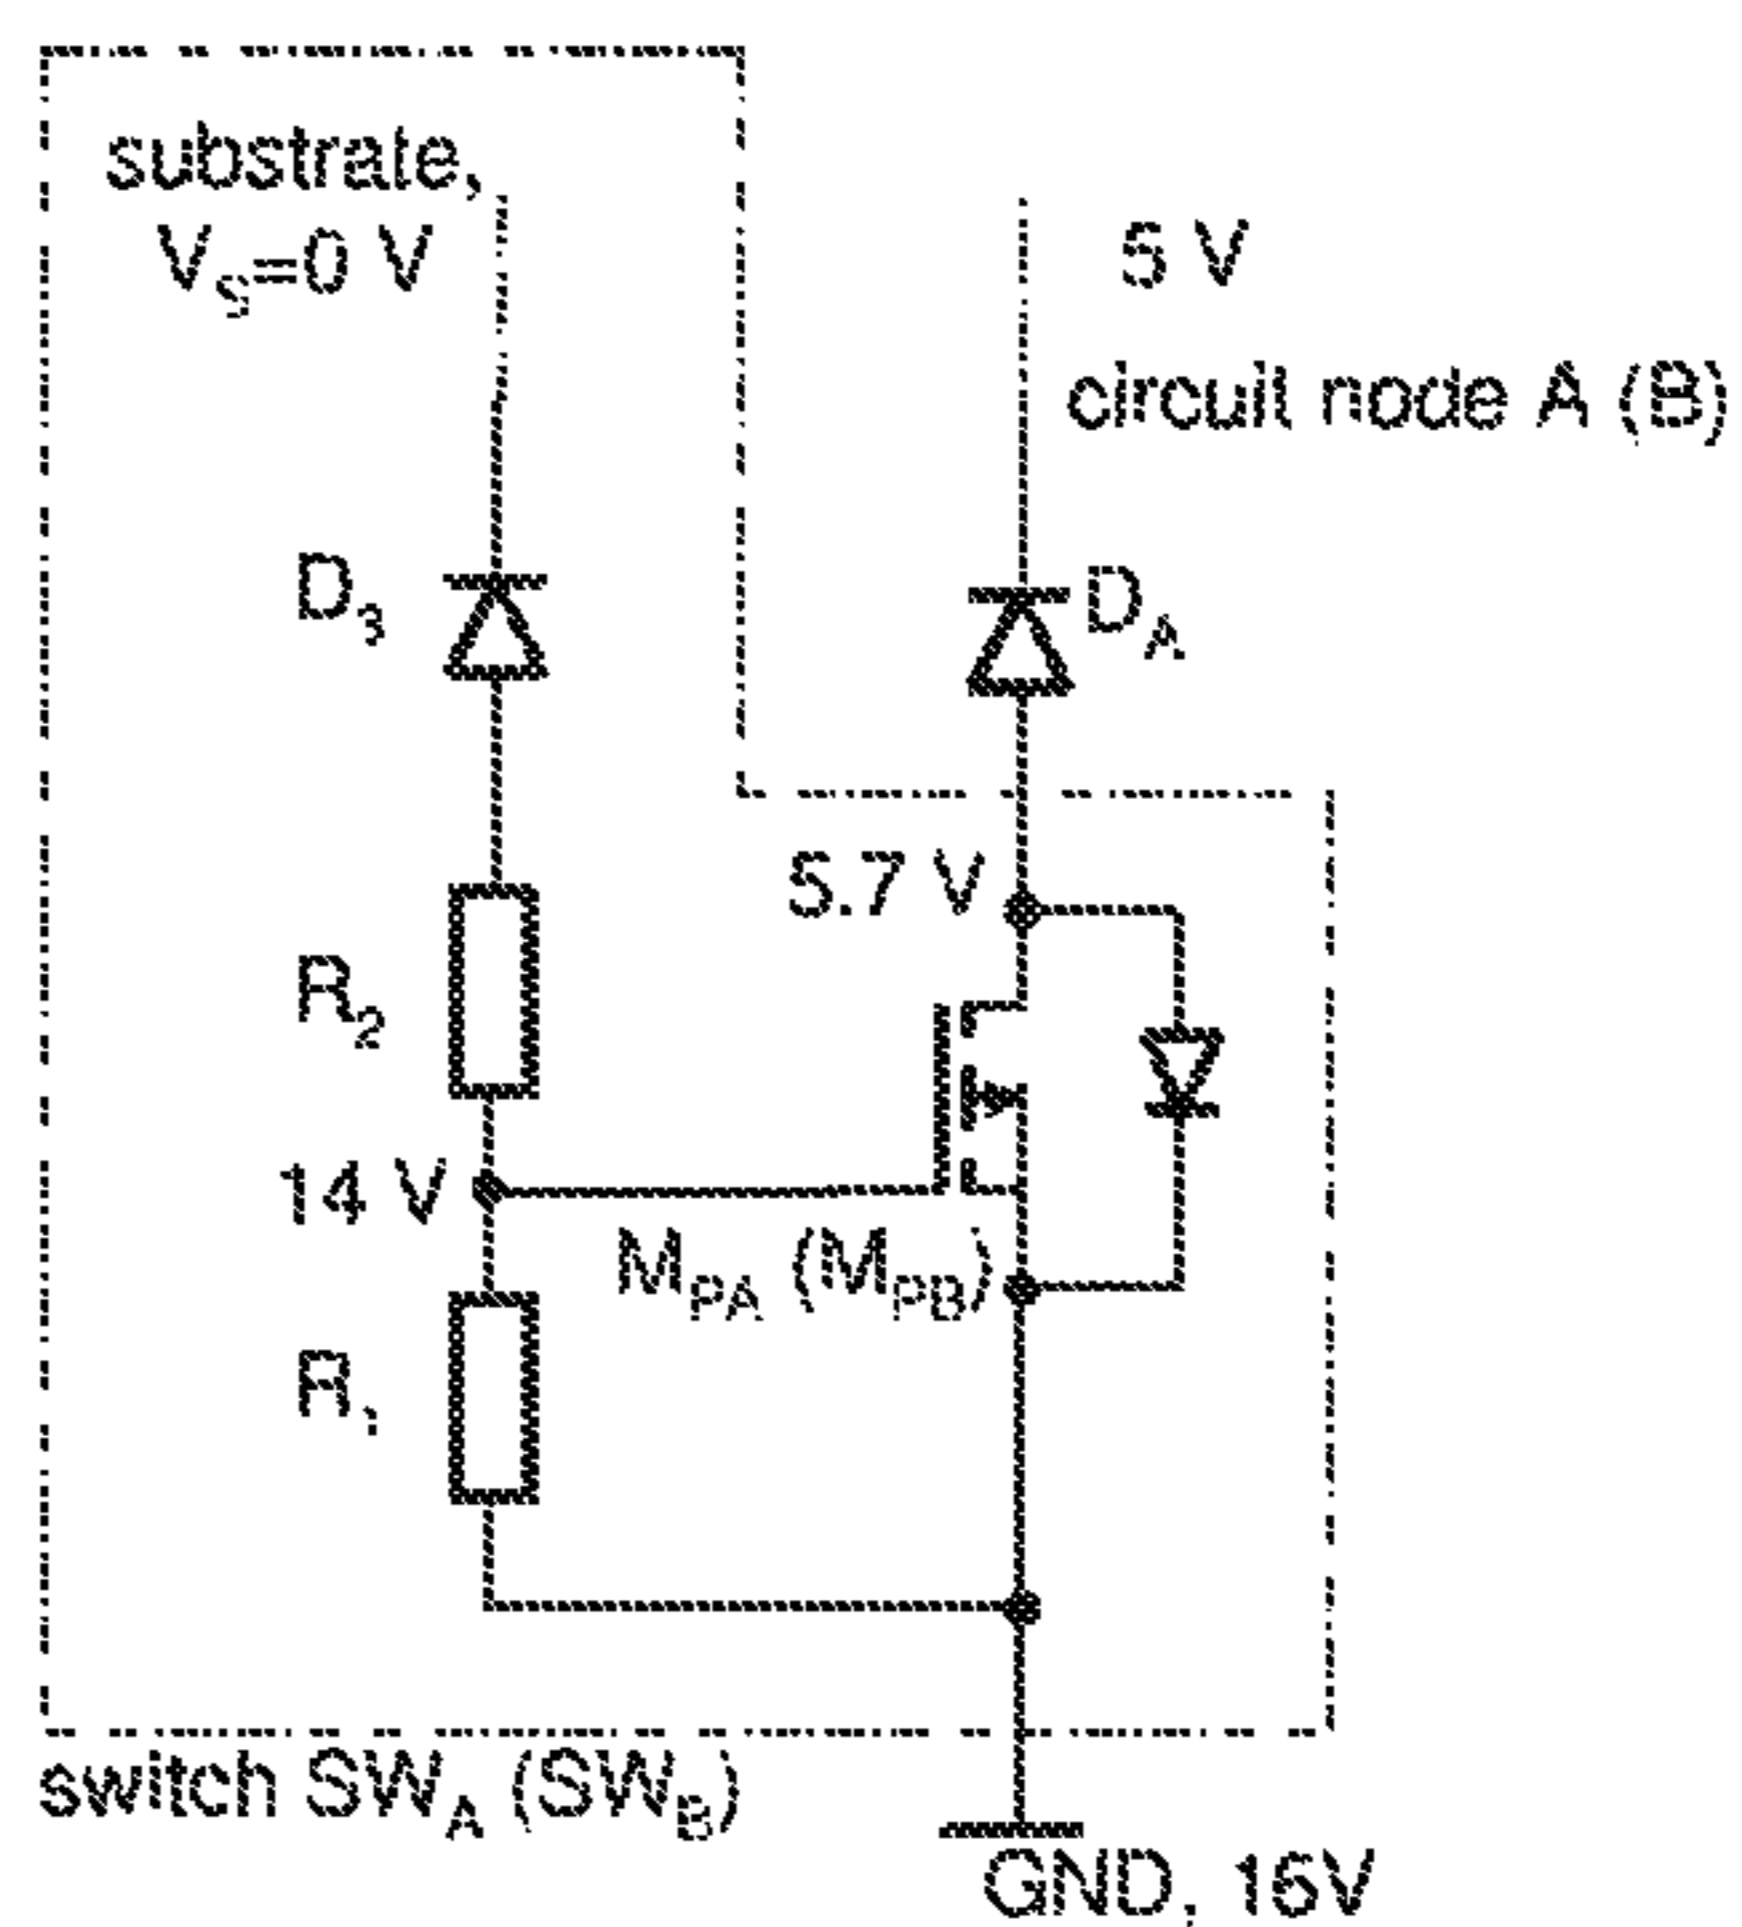 substrate,
V_S=0 V
5 V
circuit node A (B)
D_3
D_A
5.7 V
R_2
14 V
M_PA (M_PB)
R_1
switch SW_A (SW_B)
GND, 16V